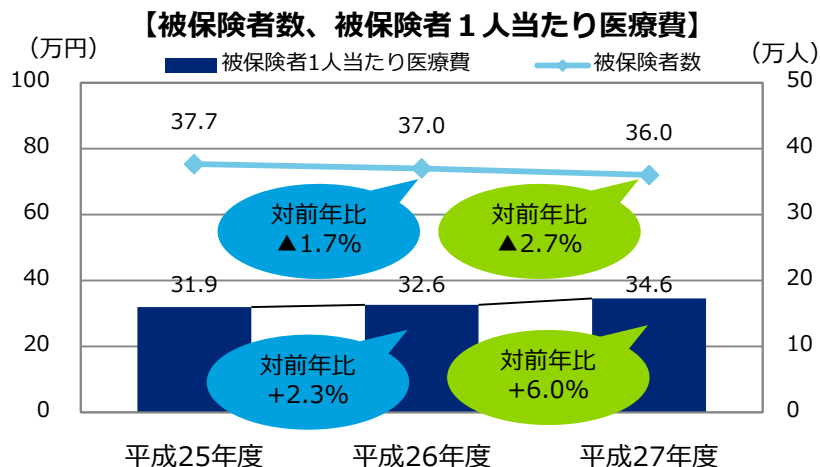 【被保険者数、被保険者１人当たり医療費】
（万円）
（万人）
被保険者1人当たり医療費
被保険者数
100
80
60
40
20
0
50
40
30
20
10
0
37.7
37.0
36.0
対前年比
▲1.7%
対前年比
▲2.7%
31.9
32.6
34.6
対前年比
+2.3%
対前年比
+6.0%
平成25年度
平成26年度
平成27年度